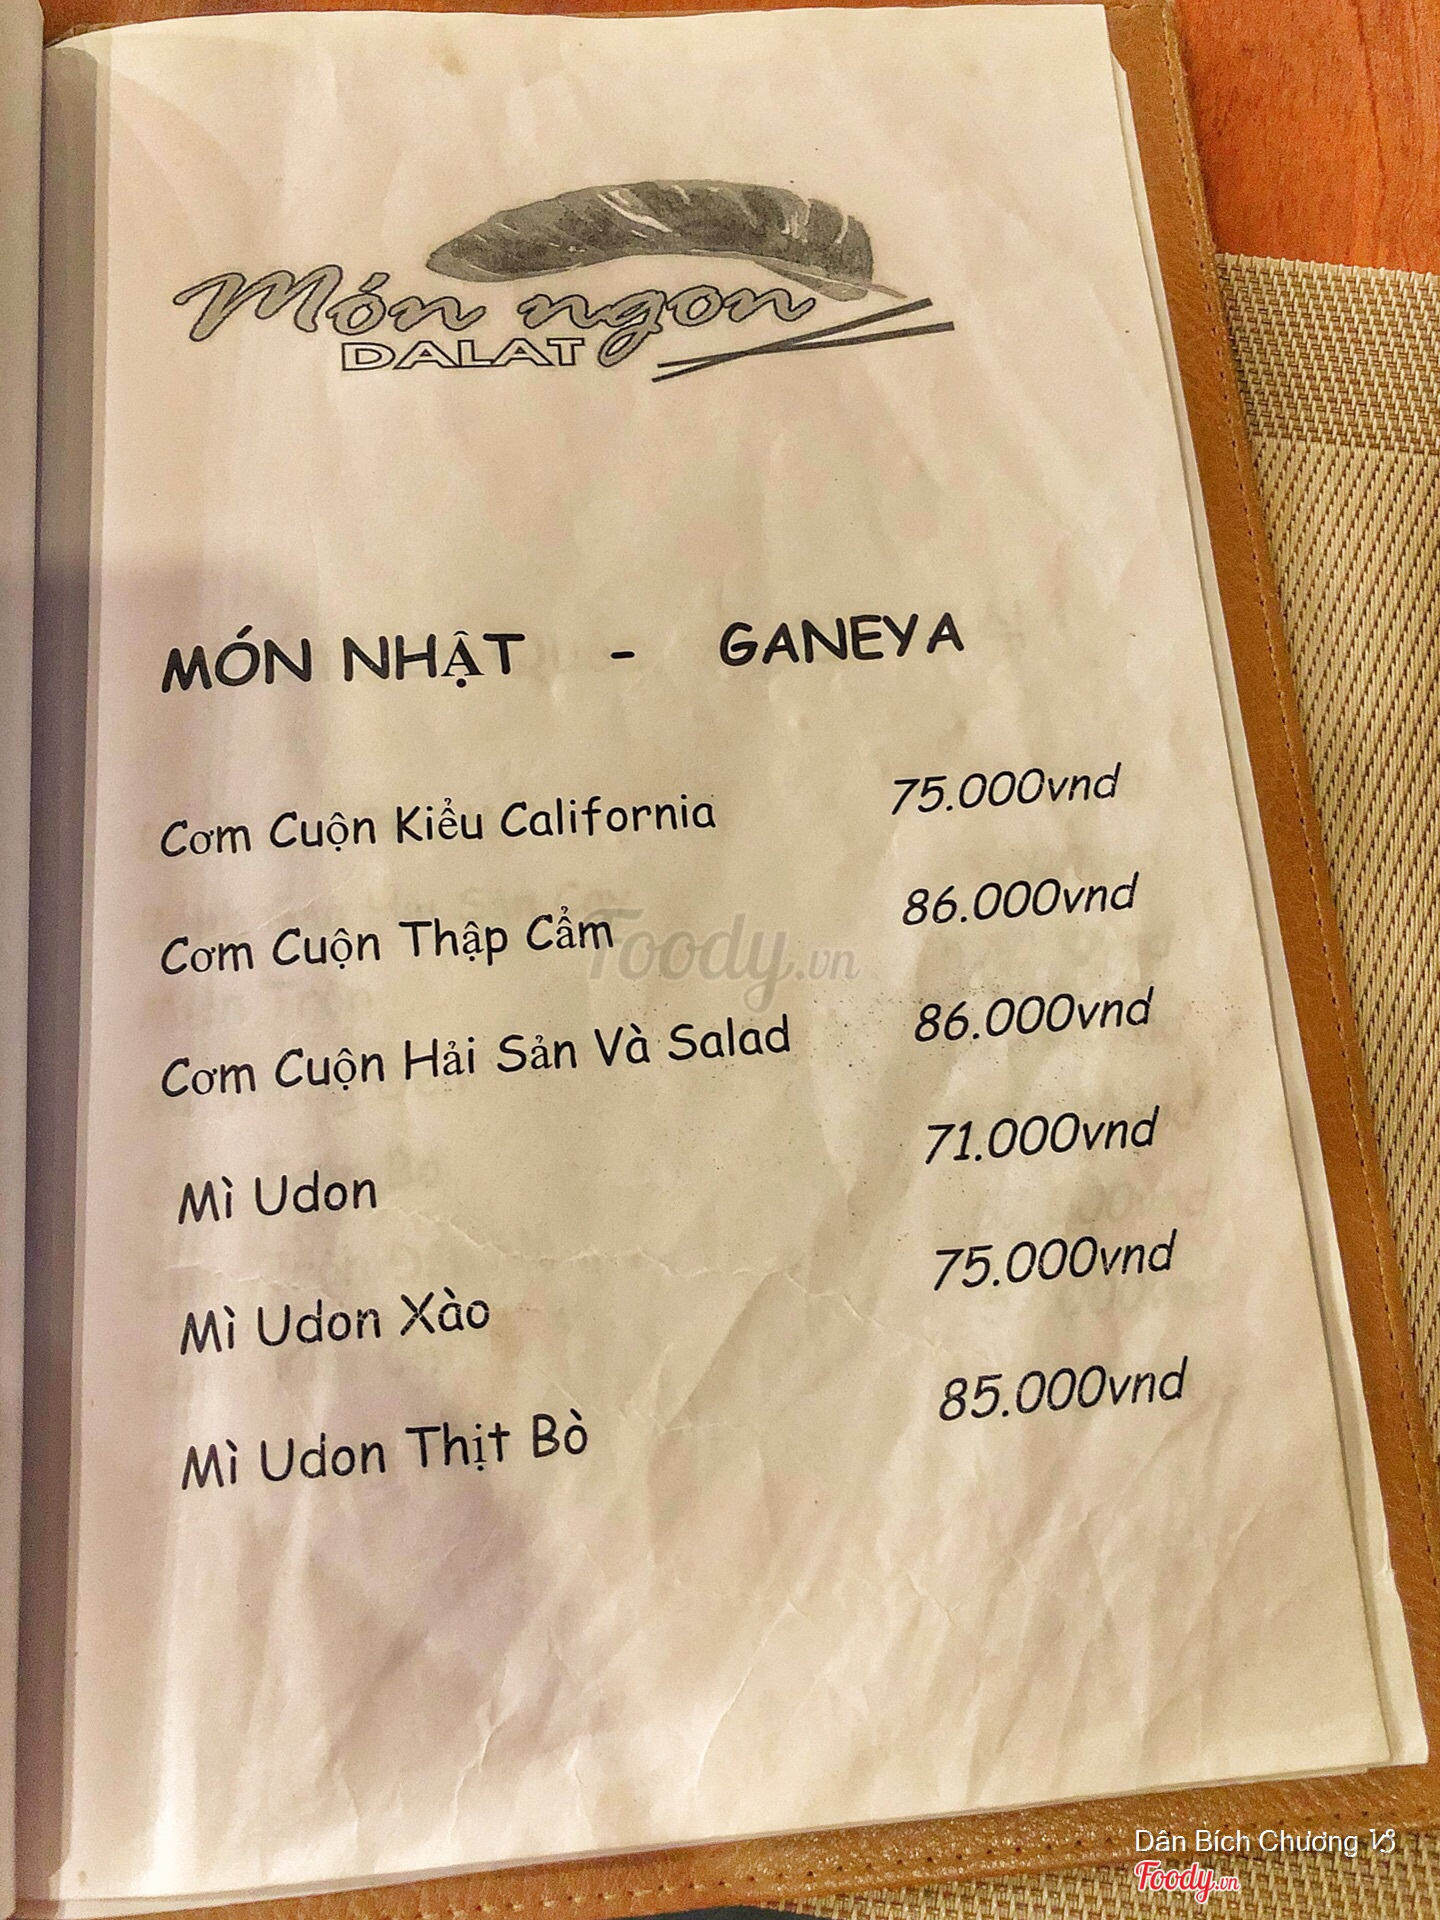 Món ngon
DALAT
MÓN NHẬT - GANEYA
Cơm Cuộn Kiểu California 75.000vnd
Cơm Cuộn Thập Cẩm 86.000vnd
Cơm Cuộn Hải Sản Và Salad 86.000vnd
Mì Udon 71.000vnd
Mì Udon Xào 75.000vnd
Mì Udon Thịt Bò 85.000vnd
Foody.vn
Dân Bích Chương
Foody.vn